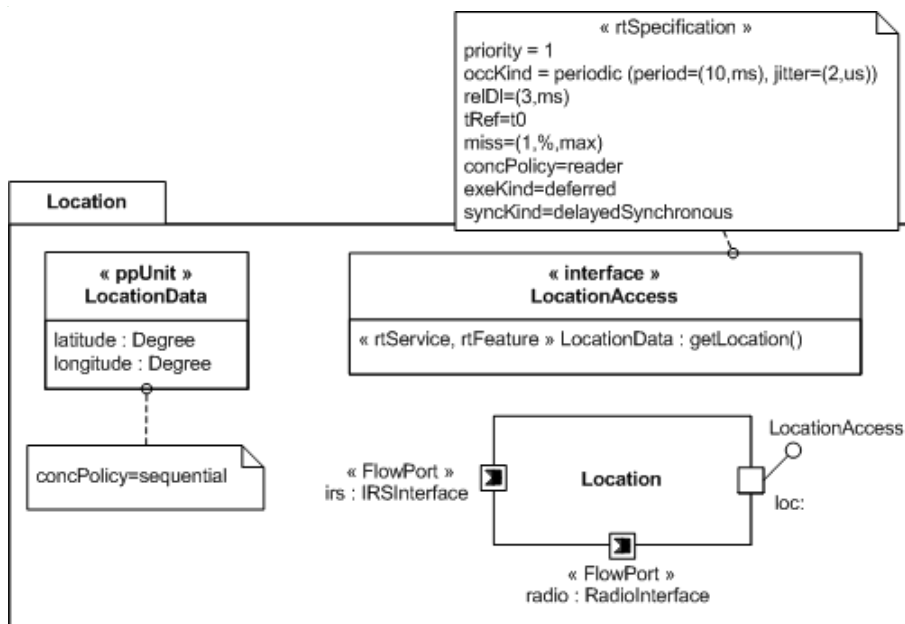 « rtSpecification »
priority = 1
occKind = periodic (period=(10,ms), jitter=(2,us))
relDl=(3,ms)
tRef=t0
miss=(1,%,max)
concPolicy=reader
exeKind=deferred
syncKind=delayedSynchronous
Location
« ppUnit »
LocationData
latitude : Degree
longitude : Degree
concPolicy=sequential
« interface »
LocationAccess
« rtService, rtFeature » LocationData : getLocation()
LocationAccess
« FlowPort »
irs : IRSInterface
Location
loc:
« FlowPort »
radio : RadioInterface